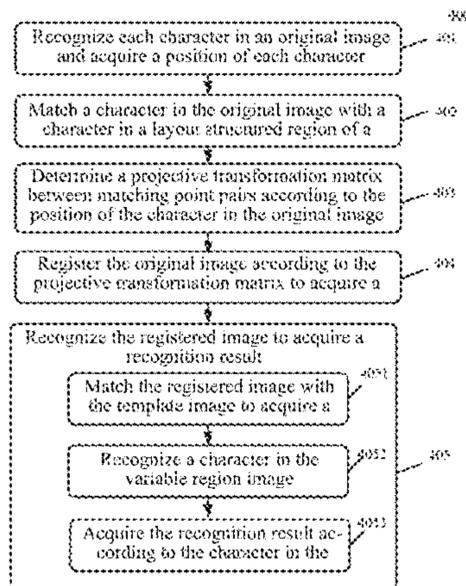 400
Recognize each character in an original image
and acquire a position of each character
401
Match a character in the original image with a
character in a layout structured region of a
402
Determine a projective transformation matrix
between matching point pairs according to the
position of the character in the original image
403
Register the original image according to the
projective transformation matrix to acquire a
404
Recognize the registered image to acquire a
recognition result
Match the registered image with
the template image to acquire a
4051
Recognize a character in the
variable region image
4052
405
Acquire the recognition result ac-
cording to the character in the
4053